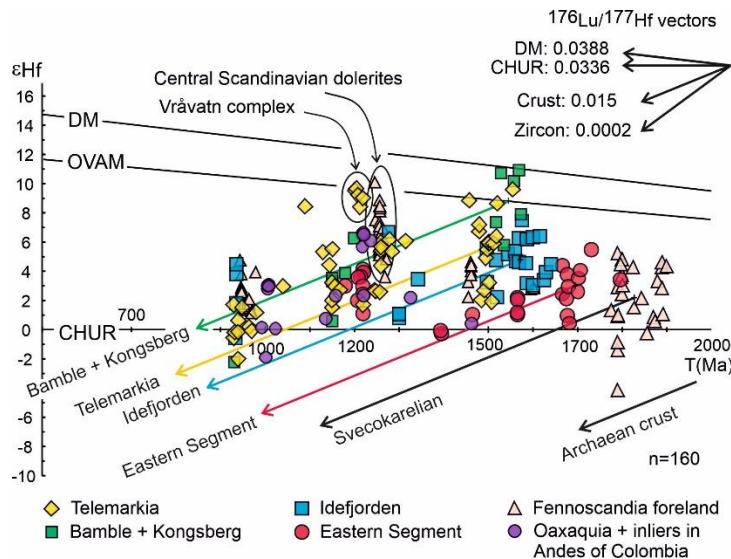 176Lu/177Hf vectors
DM: 0.0388
CHUR: 0.0336
Crust: 0.015
Zircon: 0.0002
εHf
Central Scandinavian dolerites
Vråvatn complex
16
14
12
10
8
6
4
2
0
-2
-4
-6
-8
-10
DM
OVAM
CHUR
700
1000
1200
1500
1700
2000
T(Ma)
Bamble + Kongsberg
Telemarkia
Idefjorden
Eastern Segment
Svecokarelian
Archaean crust
n=160
Telemarkia
Idefjorden
Fennoscandia foreland
Bamble + Kongsberg
Eastern Segment
Oaxaquia + inliers in
Andes of Colombia